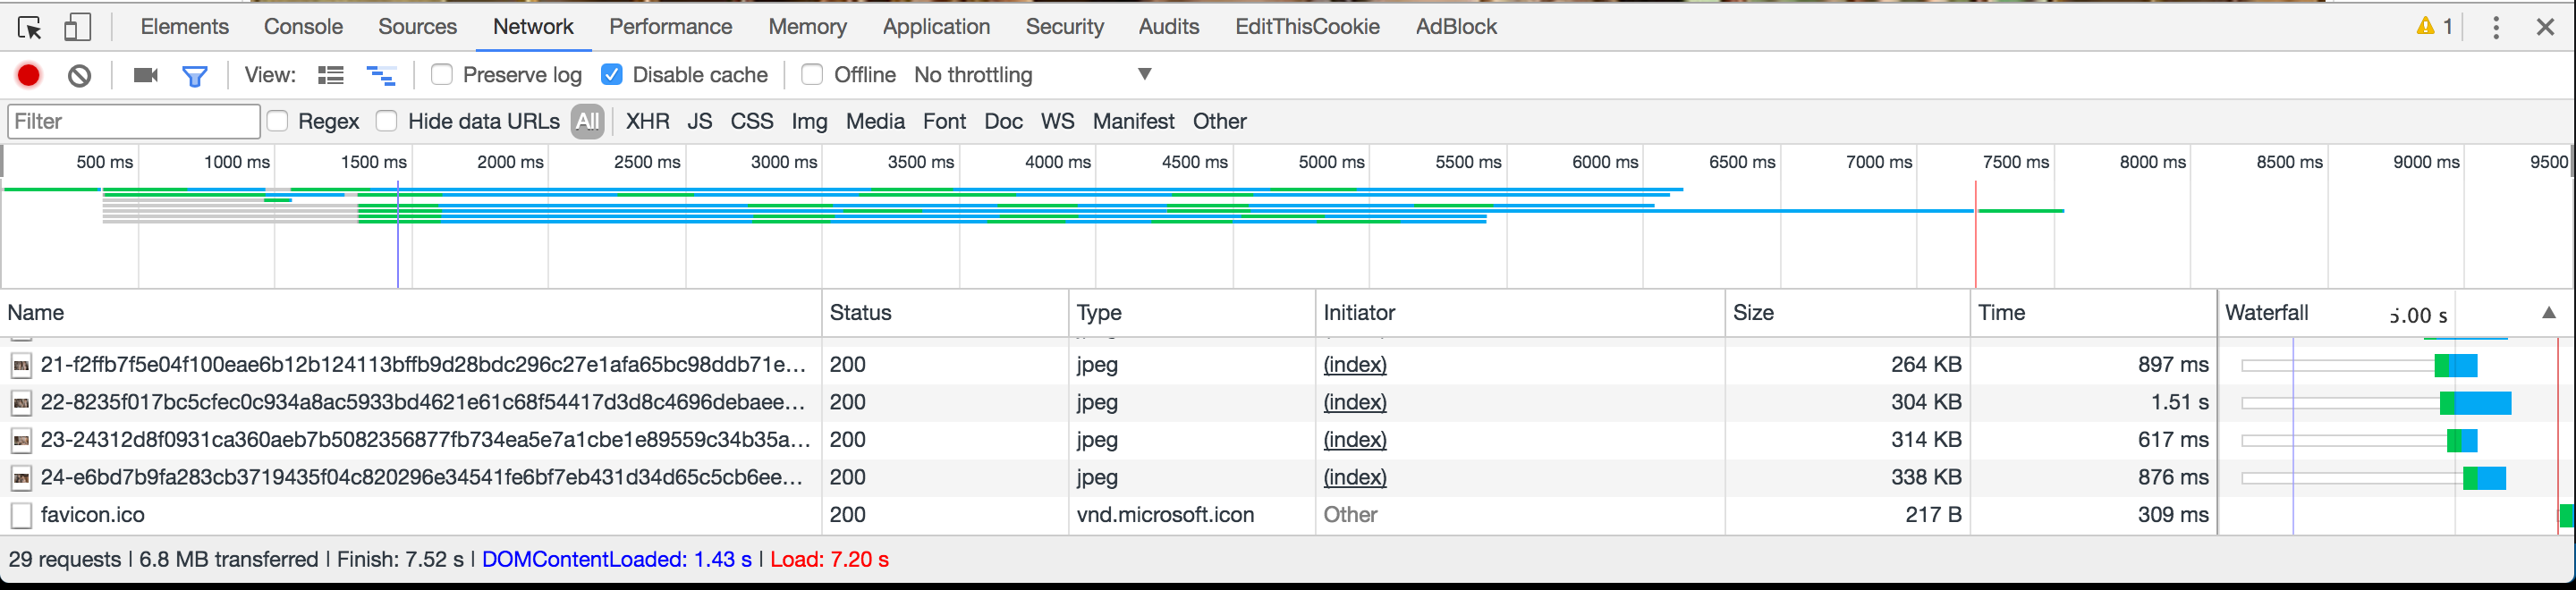 Elements Console Sources Network Performance Memory Application Security Audits EditThisCookie AdBlock 1
View: Preserve log Disable cache Offline No throttling
Filter Regex Hide data URLs All XHR JS CSS Img Media Font Doc WS Manifest Other
500 ms 1000 ms 1500 ms 2000 ms 2500 ms 3000 ms 3500 ms 4000 ms 4500 ms 5000 ms 5500 ms 6000 ms 6500 ms 7000 ms 7500 ms 8000 ms 8500 ms 9000 ms 9500
Name Status Type Initiator Size Time Waterfall 5.00 s
21-f2ffb7f5e04f100eae6b12b124113bffb9d28bdc296c27e1afa65bc98ddb71e... 200 jpeg (index) 264 KB 897 ms
22-8235f017bc5cfec0c934a8ac5933bd4621e61c68f54417d3d8c4696debaee... 200 jpeg (index) 304 KB 1.51 s
23-24312d8f0931ca360aeb7b5082356877fb734ea5e7a1cbe1e89559c34b35a... 200 jpeg (index) 314 KB 617 ms
24-e6bd7b9fa283cb3719435f04c820296e34541fe6bf7eb431d34d65c5cb6ee... 200 jpeg (index) 338 KB 876 ms
favicon.ico 200 vnd.microsoft.icon Other 217 B 309 ms
29 requests | 6.8 MB transferred | Finish: 7.52 s | DOMContentLoaded: 1.43 s | Load: 7.20 s